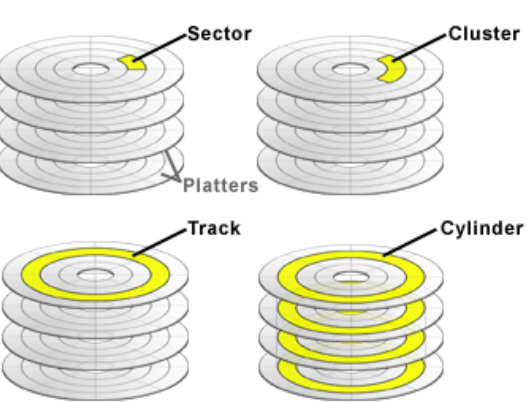 Sector
Cluster
Platters
Track
Cylinder